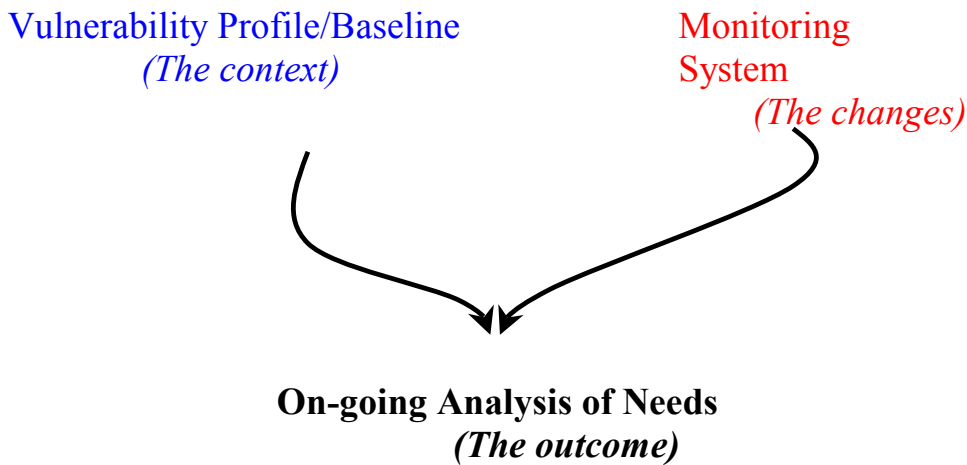 Vulnerability Profile/Baseline
(The context)
Monitoring
System
(The changes)
On-going Analysis of Needs
(The outcome)